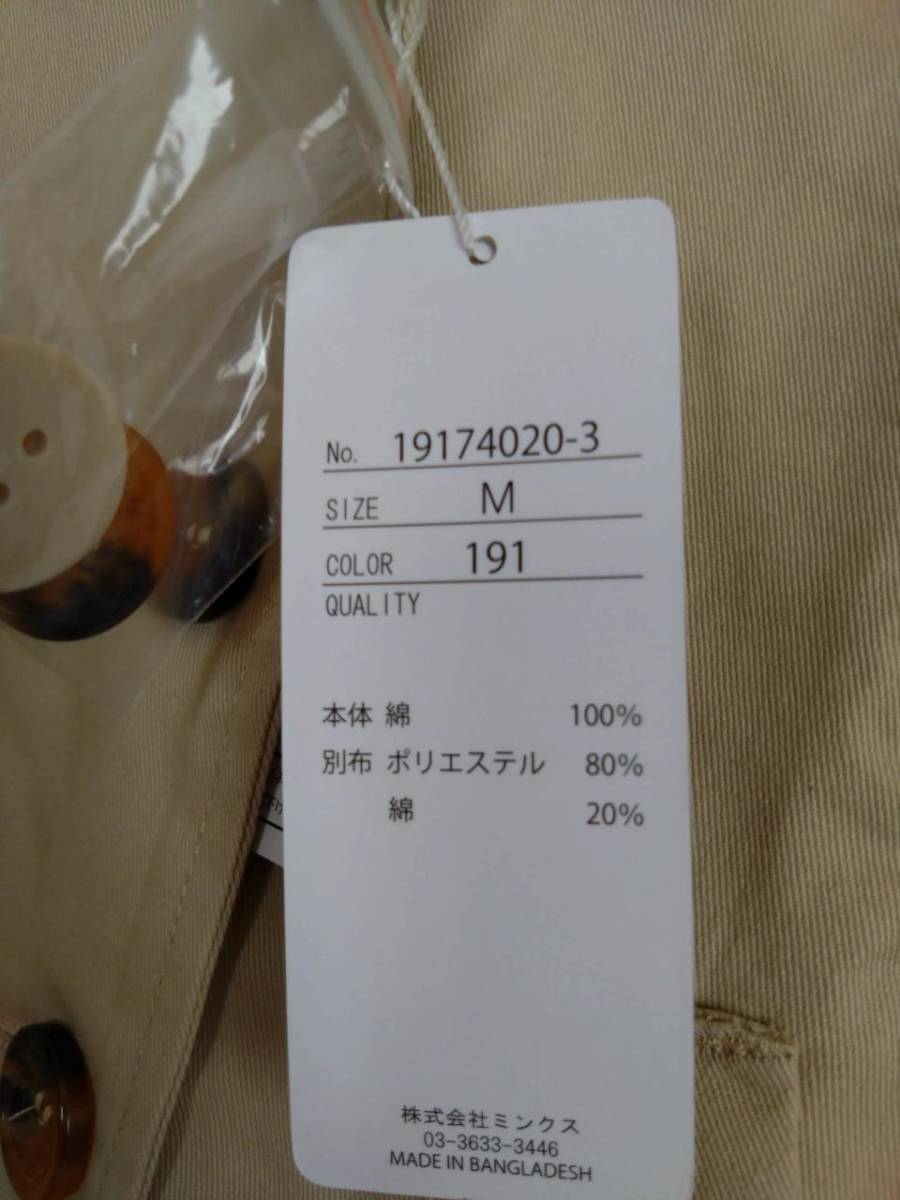 No. 19174020-3
SIZE M
COLOR 191
QUALITY
本体 綿 100%
別布 ポリエステル 80%
綿 20%
株式会社ミンクス
03-3633-3446
MADE IN BANGLADESH